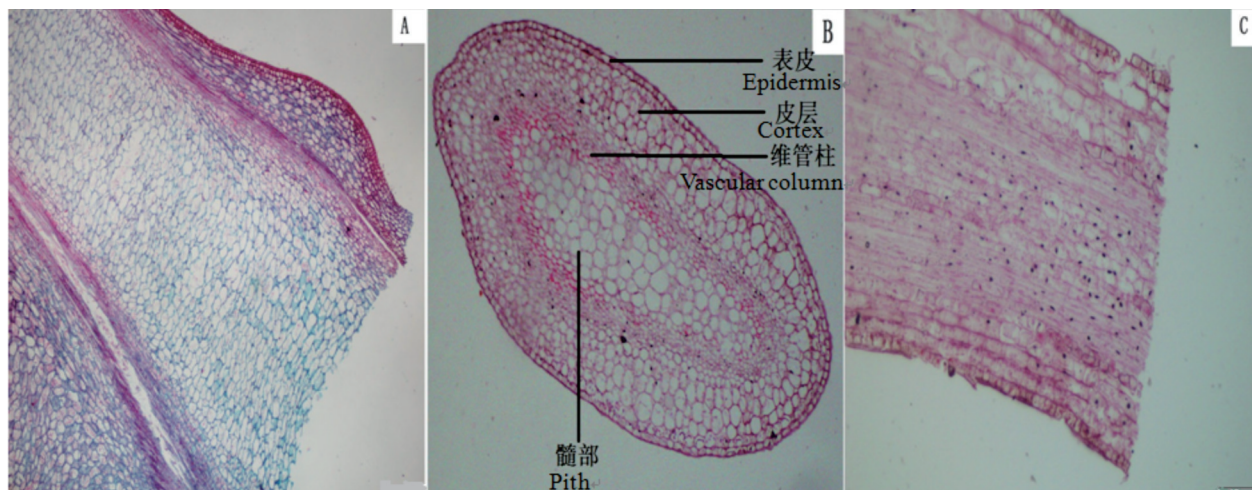 A
B
C
表皮
Epidermis
皮层
Cortex
维管柱
Vascular column
髓部
Pith